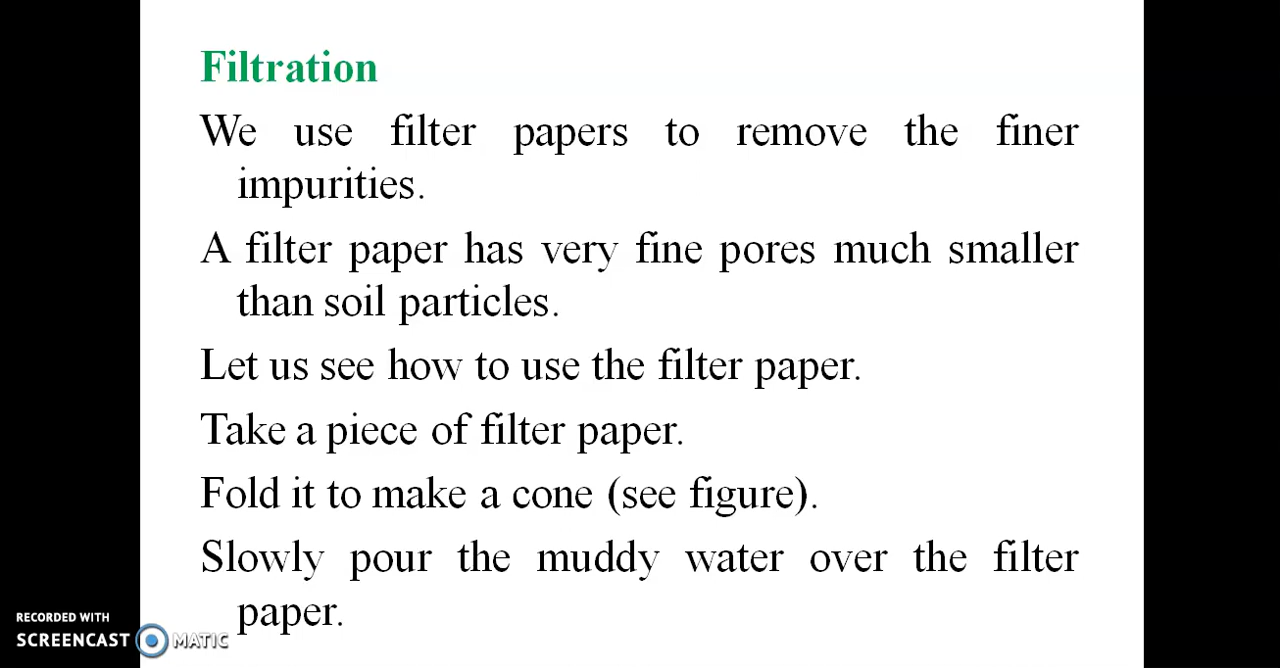 Filtration
We use filter papers to remove the finer
impurities.
A filter paper has very fine pores much smaller
than soil particles.
Let us see how to use the filter paper.
Take a piece of filter paper.
Fold it to make a cone (see figure).
Slowly pour the muddy water over the filter
paper.
RECORDED WITH
SCREENCAST MATIC